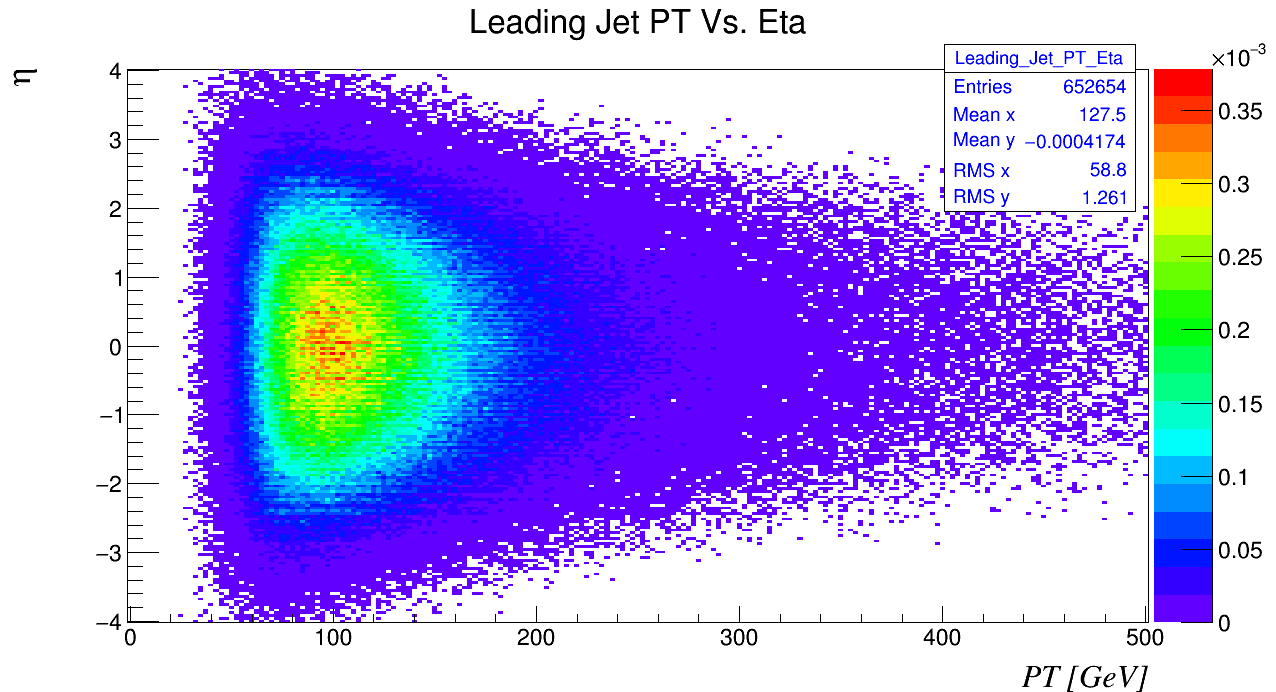 Leading Jet PT Vs. Eta
η
Leading_Jet_PT_Eta
Entries 652654
Mean x 127.5
Mean y −0.0004174
RMS x 58.8
RMS y 1.261
×10−3
4
3
2
1
0
−1
−2
−3
−4
0 100 200 300 400 500
PT [GeV]
0.35
0.3
0.25
0.2
0.15
0.1
0.05
0